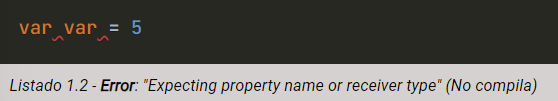 var var = 5
Listado 1.2 - Error: "Expecting property name or receiver type" (No compila)